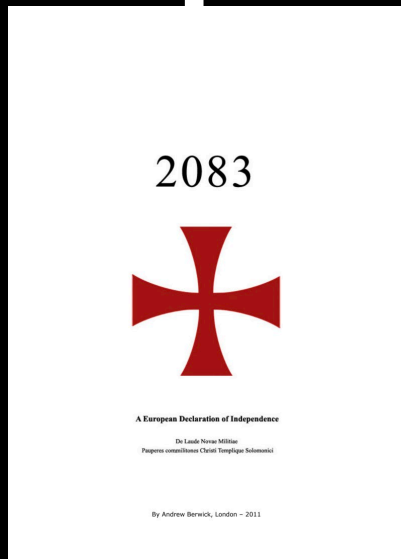 2083
A European Declaration of Independence
De Laude Novae Militiae
Pauperes commilitones Christi Templique Solomonici
By Andrew Berwick, London – 2011